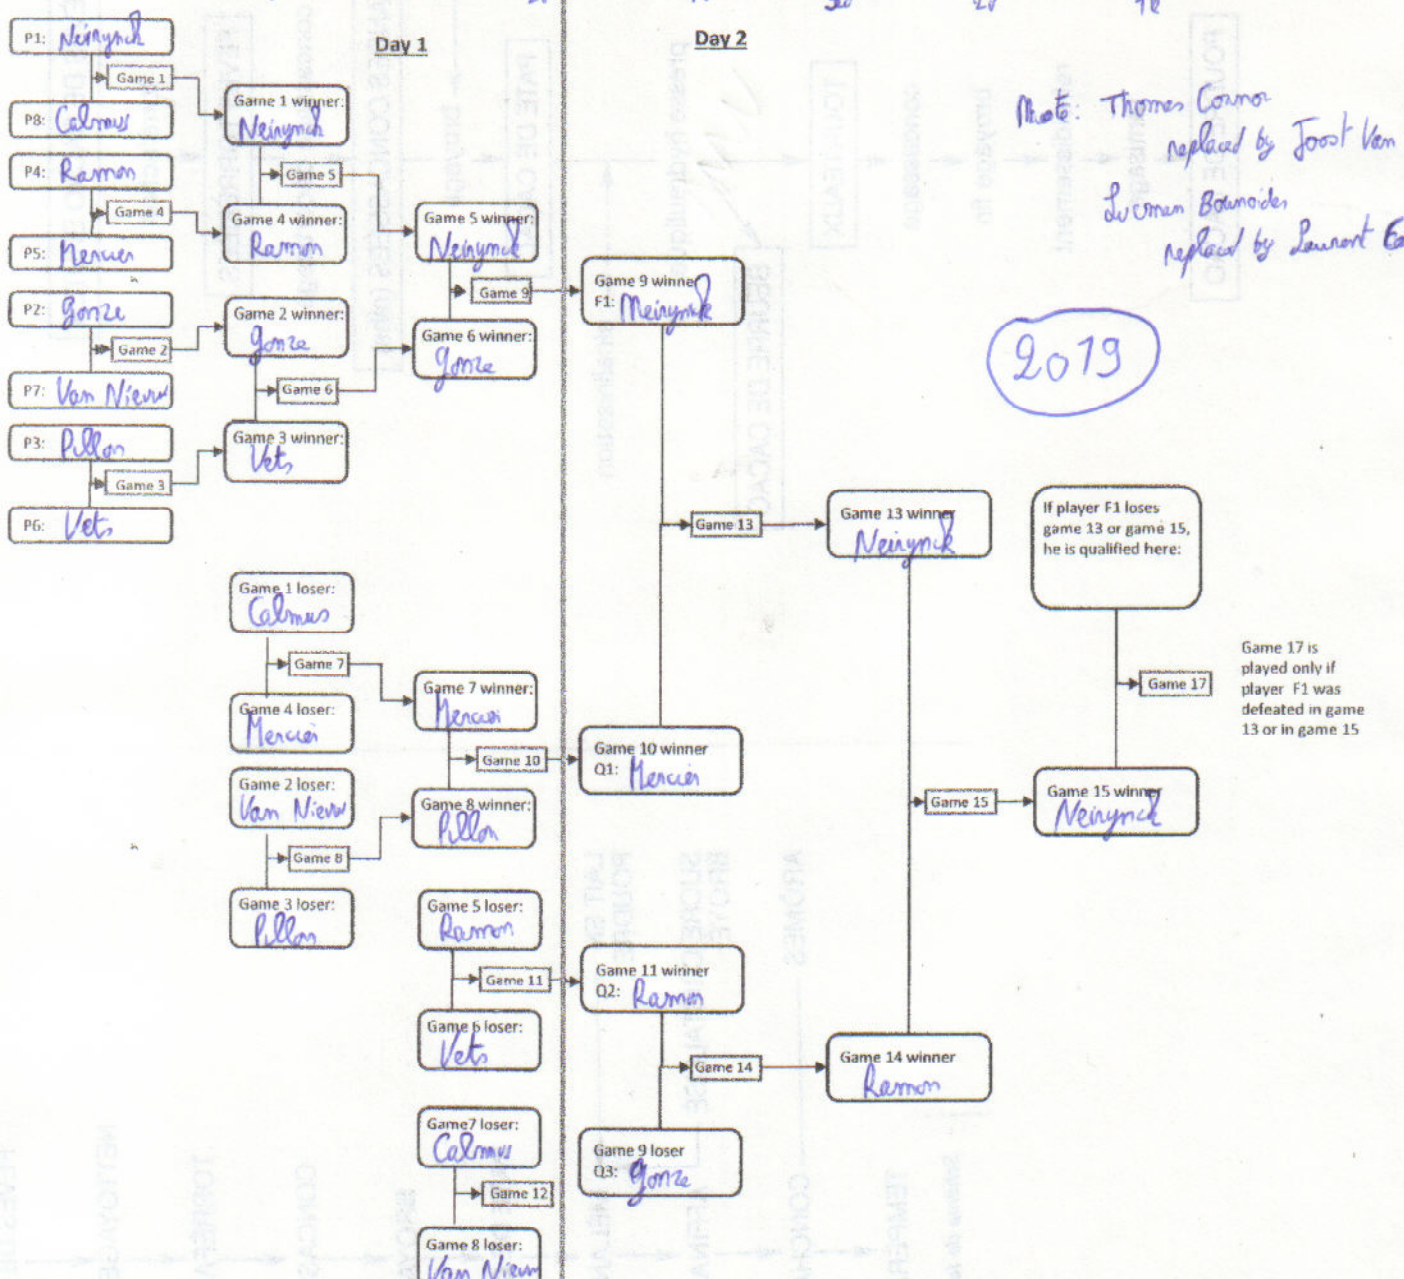 Day 1
Day 2
P1: Neirynck
Game 1
P8: Calmus
P4: Ramon
Game 4
P5: Mercier
P2: Gonze
Game 2
P7: Van Nieuw
P3: Pillon
Game 3
P6: Vets
Game 1 winner:
Neirynck
Game 5
Game 4 winner:
Ramon
Game 2 winner:
Gonze
Game 6
Game 3 winner:
Vets
Game 5 winner:
Neirynck
Game 9
Game 6 winner:
Gonze
Game 9 winner
F1: Neirynck
Thomas Connor
replaced by Joost Van
replaced by Laurent
2019
Game 13
Game 13 winner
Neirynck
If player F1 loses
game 13 or game 15,
he is qualified here:
Game 1 loser:
Calmus
Game 7
Game 4 loser:
Mercier
Game 2 loser:
Van Nieuw
Game 8
Game 3 loser:
Pillon
Game 7 winner:
Mercier
Game 10
Game 8 winner:
Pillon
Game 10 winner
Q1: Mercier
Game 17
Game 17 is
played only if
player F1 was
defeated in game
13 or in game 15
Game 15
Game 15 winner
Neirynck
Game 5 loser:
Ramon
Game 11
Game 6 loser:
Vets
Game 11 winner
Q2: Ramon
Game 14
Game 14 winner
Ramon
Game7 loser:
Calmus
Game 12
Game 8 loser:
Van Nieuw
Game 9 loser
Q3: Gonze